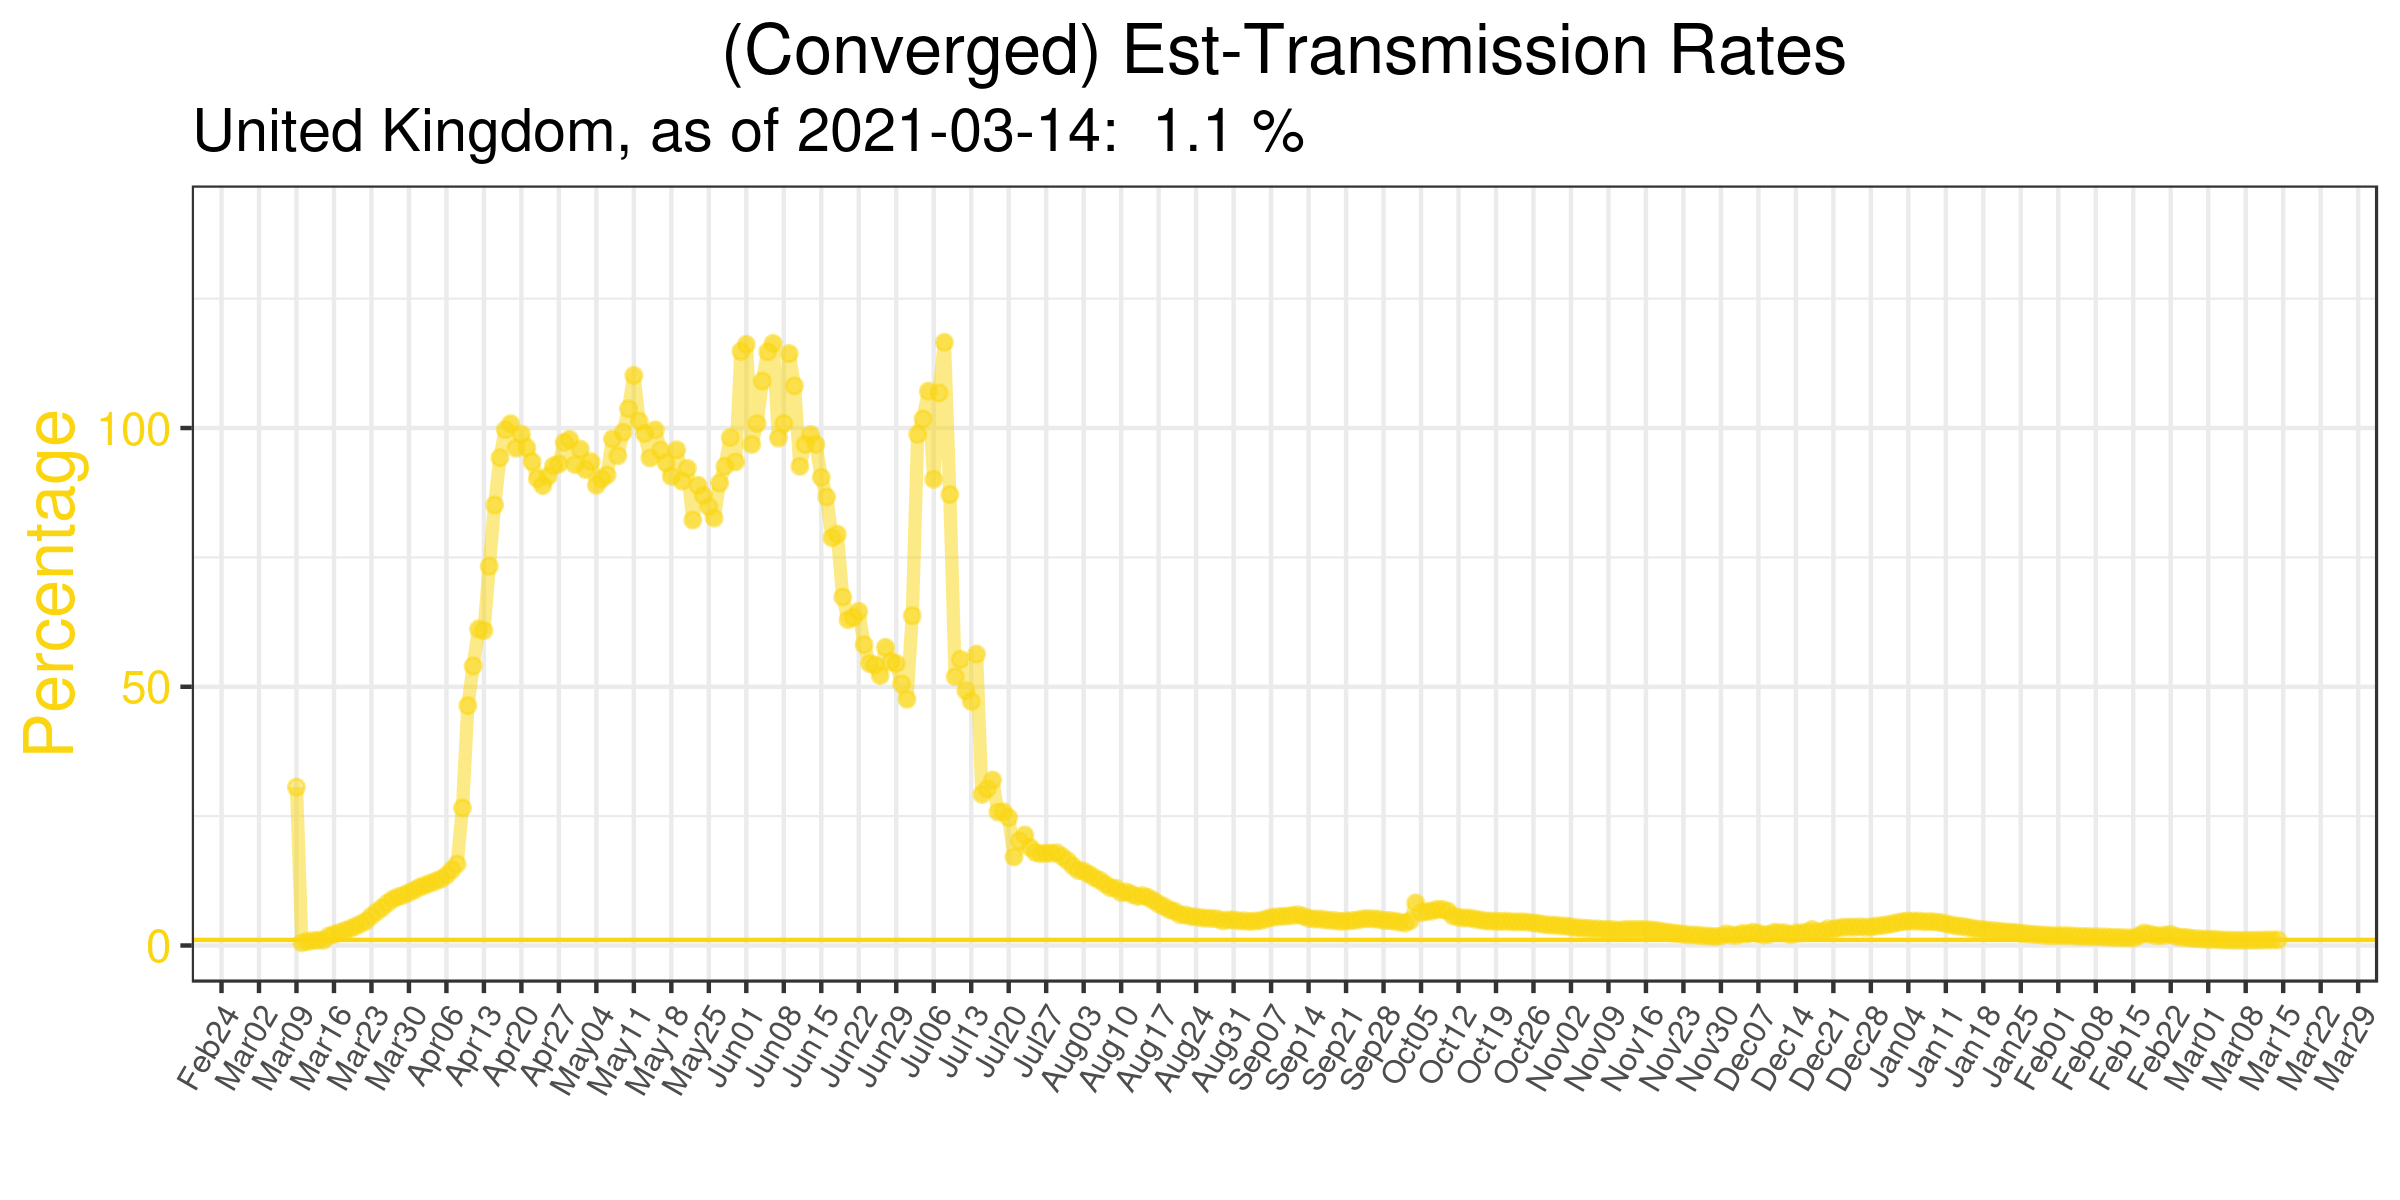 (Converged) Est-Transmission Rates
United Kingdom, as of 2021-03-14:  1.1 %
Percentage
100
50
0
Feb24
Mar02
Mar09
Mar16
Mar23
Mar30
Apr06
Apr13
Apr20
Apr27
May04
May11
May18
May25
Jun01
Jun08
Jun15
Jun22
Jun29
Jul06
Jul13
Jul20
Jul27
Aug03
Aug10
Aug17
Aug24
Aug31
Sep07
Sep14
Sep21
Sep28
Oct05
Oct12
Oct19
Oct26
Nov02
Nov09
Nov16
Nov23
Nov30
Dec07
Dec14
Dec21
Dec28
Jan04
Jan11
Jan18
Jan25
Feb01
Feb08
Feb15
Feb22
Mar01
Mar08
Mar15
Mar22
Mar29